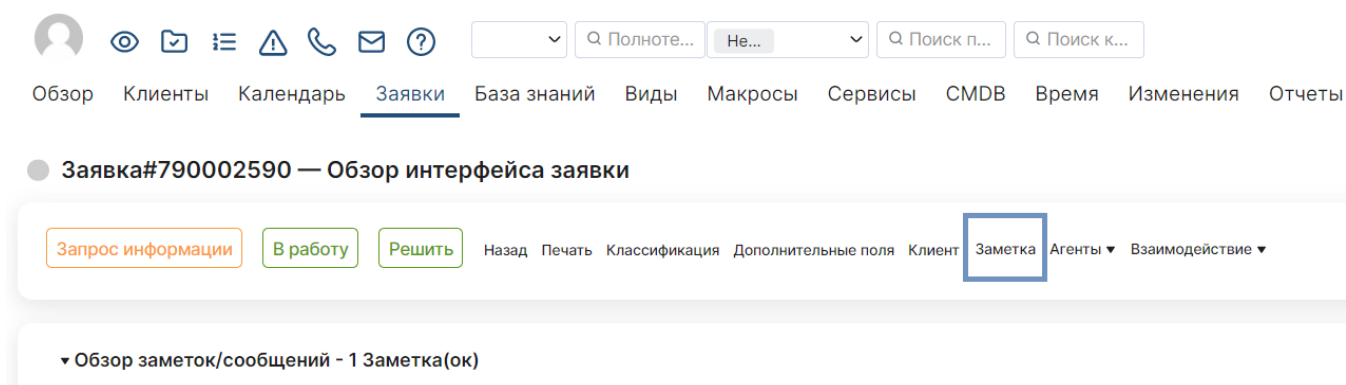 Полноте... Не... Поиск п... Поиск к...
Обзор Клиенты Календарь Заявки База знаний Виды Макросы Сервисы CMDB Время Изменения Отчеты
Заявка#790002590 — Обзор интерфейса заявки
Запрос информации В работу Решить Назад Печать Классификация Дополнительные поля Клиент Заметка Агенты ▾ Взаимодействие ▾
▾ Обзор заметок/сообщений - 1 Заметка(ок)